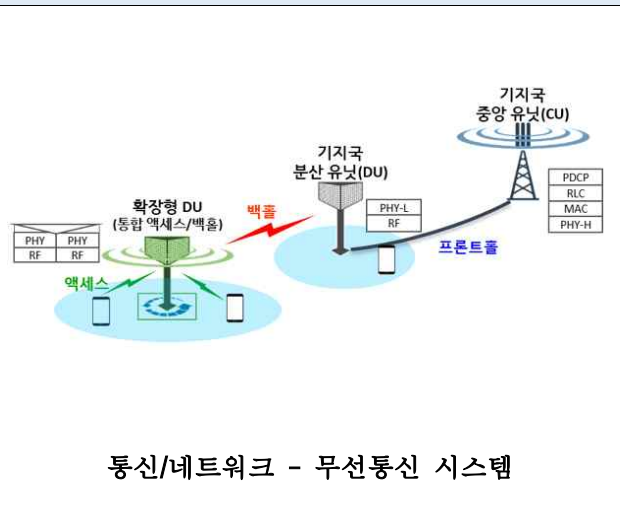 기지국
중앙 유닛(CU)
기지국
분산 유닛(DU)
PDCP
RLC
MAC
PHY-H
PHY-L
RF
확장형 DU
(통합 액세스/백홀)
백홀
PHY PHY
RF RF
프론트홀
액세스
통신/네트워크 - 무선통신 시스템